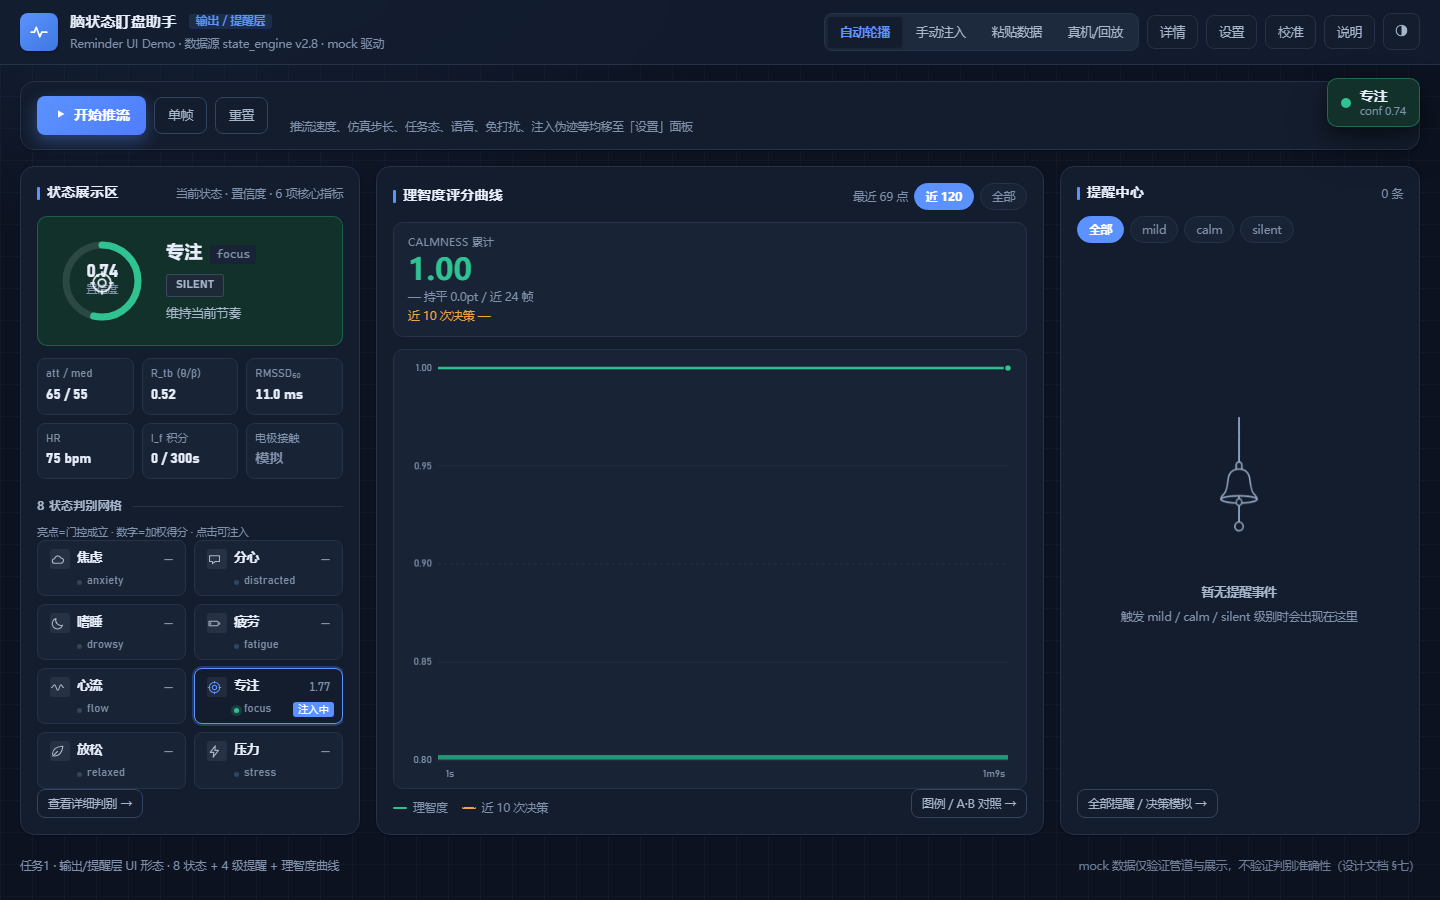 脑状态盯盘助手 输出 / 提醒层
Reminder UI Demo · 数据源 state_engine v2.8 · mock 驱动
自动轮播 手动注入 粘贴数据 真机/回放 详情 设置 校准 说明
开始推流 单帧 重置 推流速度、仿真步长、任务态、语音、免打扰、注入伪迹等均移至「设置」面板
专注
conf 0.74
状态展示区 当前状态 · 置信度 · 6 项核心指标
0.74
置信度
专注 focus
SILENT
维持当前节奏
att / med R_tb (θ/β) RMSSD₆₀
65 / 55 0.52 11.0 ms
HR I_f 积分 电极接触
75 bpm 0 / 300s 模拟
8 状态判别网格
亮点=门控成立 · 数字=加权得分 · 点击可注入
焦虑 — 分心 —
anxiety distracted
嗜睡 — 疲劳 —
drowsy fatigue
心流 — 专注 1.77
flow focus 注入中
放松 — 压力 —
relaxed stress
查看详细判别 →
理智度评分曲线 最近 69 点 近 120 全部
CALMNESS 累计
1.00
— 持平 0.0pt / 近 24 帧
近 10 次决策 —
1.00
0.95
0.90
0.85
0.80
1s 1m9s
理智度 近 10 次决策 图例 / A·B 对照 →
提醒中心 0 条
全部 mild calm silent
暂无提醒事件
触发 mild / calm / silent 级别时会出现在这里
全部提醒 / 决策模拟 →
任务1 · 输出/提醒层 UI 形态 · 8 状态 + 4 级提醒 + 理智度曲线
mock 数据仅验证管道与展示，不验证判别准确性（设计文档 §七）